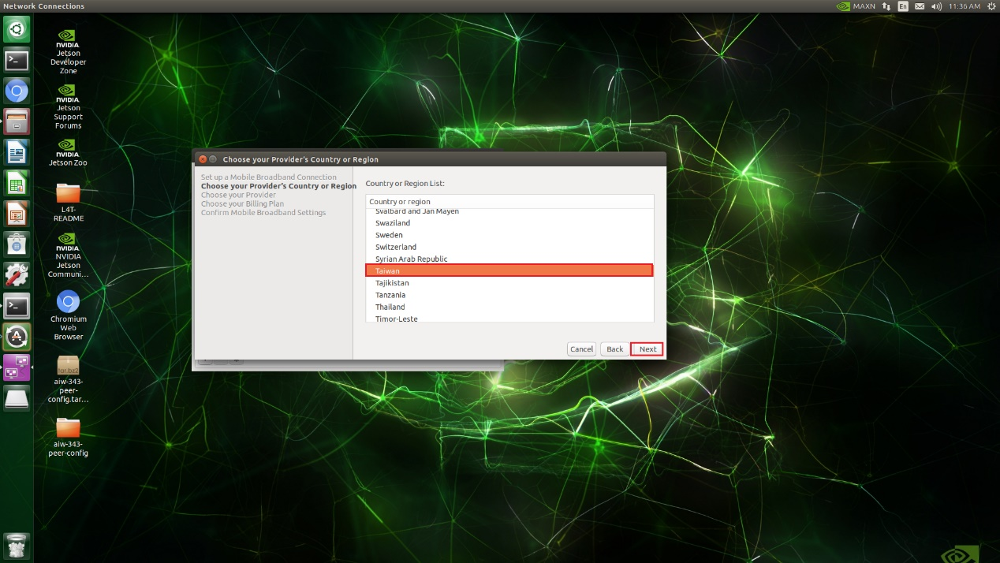 Network Connections
MAXN
En
11:36 AM
NVIDIA.
Jetson
Developer
Zone
NVIDIA.
Jetson
Support
Forums
NVIDIA.
Jetson Zoo
L4T-
README
NVIDIA.
NVIDIA
Jetson
Communi...
Chromium
Web
Browser
tar.bz2
aiw-343-
peer-
config.tar...
aiw-343-
peer-config
Choose your Provider's Country or Region
Set up a Mobile Broadband Connection
Choose your Provider's Country or Region
Choose your Provider
Choose your Billing Plan
Confirm Mobile Broadband Settings
Country or Region List:
Country or region
Svalbard and Jan Mayen
Swaziland
Sweden
Switzerland
Syrian Arab Republic
Taiwan
Tajikistan
Tanzania
Thailand
Timor-Leste
Cancel
Back
Next